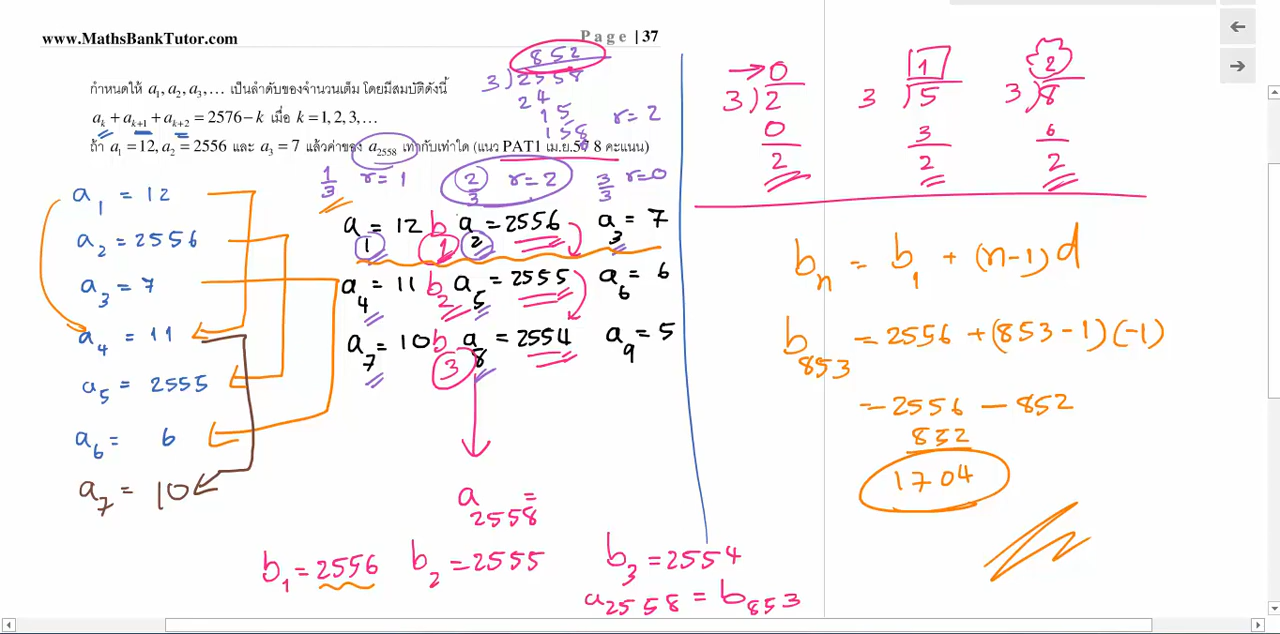 www.MathsBankTutor.com
Page | 37
กำหนดให้ a₁, a₂, a₃,… เป็นลำดับของจำนวนเต็ม โดยมีสมบัติดังนี้
aₖ + aₖ₊₁ + aₖ₊₂ = 2576 − k เมื่อ k = 1, 2, 3,…
ถ้า a₁ = 12, a₂ = 2556 และ a₃ = 7 แล้วค่าของ a₂₅₅₈ เท่ากับเท่าใด (แนว PAT1 เม.ย.57 8 คะแนน)
852
3)2558
24
15
158
r = 2
1/3 r = 1
2/3 r = 2
3/3 r = 0
a₁ = 12
a₂ = 2556
a₃ = 7
a₄ = 11
a₅ = 2555
a₆ = 6
a₇ = 10
a₁ = 12 b₁ a₂ = 2556 a₃ = 7
a₄ = 11 b₂ a₅ = 2555 a₆ = 6
a₇ = 10 b₃ a₈ = 2554 a₉ = 5
a₂₅₅₈ =
b₁ = 2556 b₂ = 2555 b₃ = 2554
a₂₅₅₈ = b₈₅₃
0
3)2
0
2
1
3)5
3
2
2
3)8
6
2
bₙ = b₁ + (n−1)d
b₈₅₃ = 2556 + (853 − 1)(−1)
= 2556 − 852
852
1704